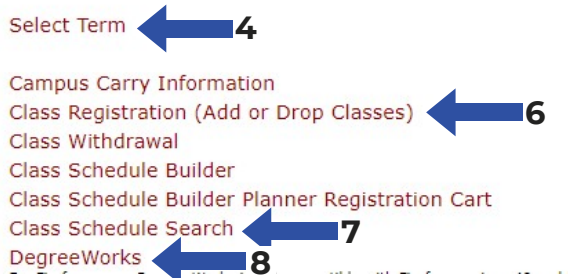 Select Term 4
Campus Carry Information
Class Registration (Add or Drop Classes) 6
Class Withdrawal
Class Schedule Builder
Class Schedule Builder Planner Registration Cart
Class Schedule Search 7
DegreeWorks 8